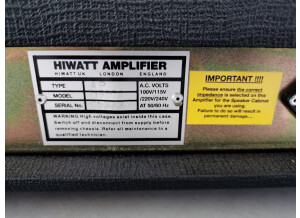 HIWATT AMPLIFIER
HIWATT UK LONDON ENGLAND
TYPE
A.C. VOLTS
MODEL
100V/115V
/220V/240V
SERIAL No.
AT 50/60 Hz
WARNING High voltages axist inside this case.
Switch off and disconnect from supply before
removing chassis. Refer all maintenance to a
qualified technician.
IMPORTANT !!!!
Please ensure the correct
impedance is selected on this
Amplifier for the Speaker Cabinet
you are using.
Failure to do so will result in
permanent damage...